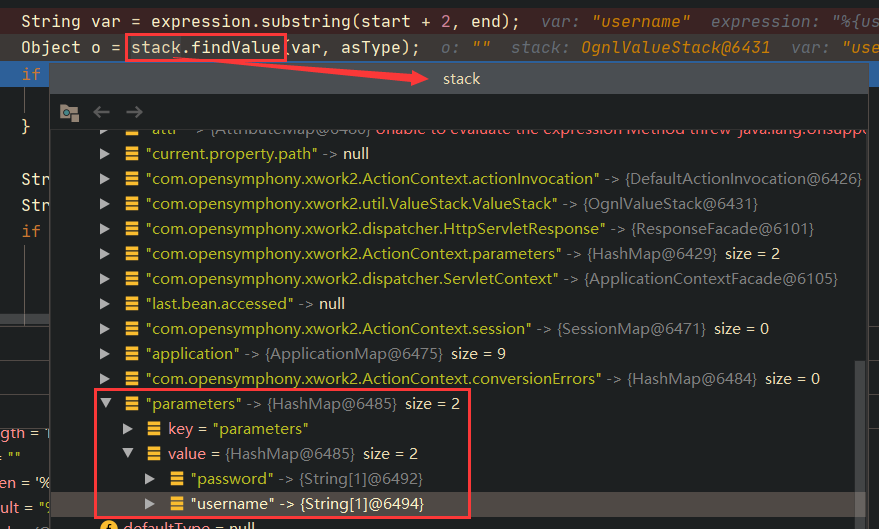 String var = expression.substring(start + 2, end); var: "username" expression: "%{us
Object o = stack.findValue(var, asType); o: "" stack: OgnlValueStack@6431 var: "use
if
stack
}
"attr" -> {AttributeMap@6480} Unable to evaluate the expression Method threw 'java.lang.Unsuppo
"current.property.path" -> null
"com.opensymphony.xwork2.ActionContext.actionInvocation" -> {DefaultActionInvocation@6426}
Str
"com.opensymphony.xwork2.util.ValueStack.ValueStack" -> {OgnlValueStack@6431}
Str
"com.opensymphony.xwork2.dispatcher.HttpServletResponse" -> {ResponseFacade@6101}
if
"com.opensymphony.xwork2.ActionContext.parameters" -> {HashMap@6429} size = 2
"com.opensymphony.xwork2.dispatcher.ServletContext" -> {ApplicationContextFacade@6105}
"last.bean.accessed" -> null
"com.opensymphony.xwork2.ActionContext.session" -> {SessionMap@6471} size = 0
"application" -> {ApplicationMap@6475} size = 9
"com.opensymphony.xwork2.ActionContext.conversionErrors" -> {HashMap@6484} size = 0
"parameters" -> {HashMap@6485} size = 2
key = "parameters"
ngth =
value = {HashMap@6485} size = 2
= ""
"password" -> {String[1]@6492}
en = '%
"username" -> {String[1]@6494}
ult = "%
defaultType = null